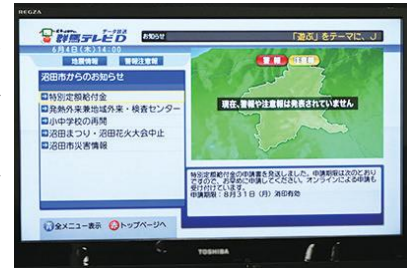 REGZA
データ放送
群馬テレビD
お知らせ
「遊ぶ」をテーマに、J
6月4日(木)14:00
地震情報
警報注意報
沼田市からのお知らせ
特別定額給付金
発熱外来兼地域外来・検査センター
小中学校の再開
沼田まつり・沼田花火大会中止
沼田市災害情報
警報
注意報
現在、警報や注意報は発表されていません
特別定額給付金の申請書を発送しました。申請期限は次のとおり
ですので、お早めに申請してください。オンラインによる申請も
受け付けています。
申請期限:8月31日(月)消印有効
青 全メニュー表示
赤 トップページへ
TOSHIBA